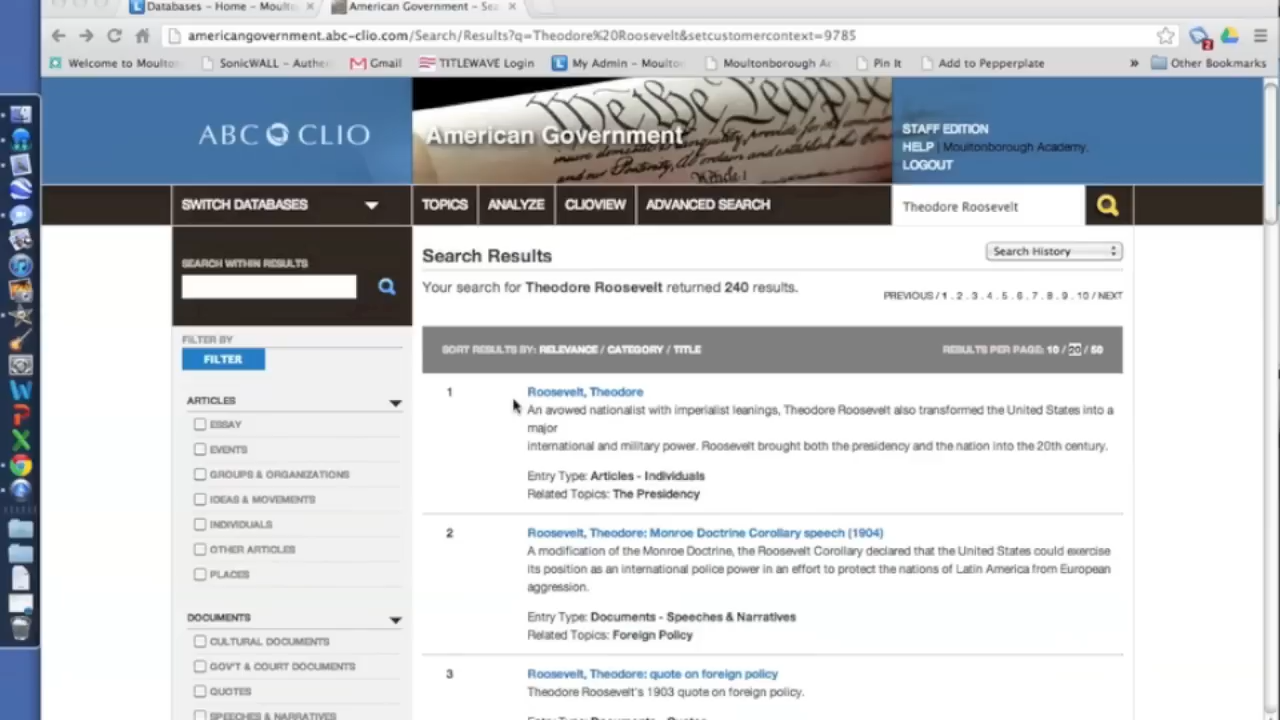 Databases – Home – Moulto
American Government – Sea
americangovernment.abc-clio.com/Search/Results?q=Theodore%20Roosevelt&setcustomercontext=9785
Welcome to Moulto
SonicWALL – Authe
Gmail
TITLEWAVE Login
My Admin – Moulto
Moultonborough Ac
Pin It
Add to Pepperplate
»
Other Bookmarks
ABC CLIO
We the People
American Government
STAFF EDITION
HELP | Moultonborough Academy.
LOGOUT
SWITCH DATABASES
TOPICS
ANALYZE
CLIOVIEW
ADVANCED SEARCH
Theodore Roosevelt
SEARCH WITHIN RESULTS
Search Results
Search History
Your search for Theodore Roosevelt returned 240 results.
PREVIOUS / 1 . 2 . 3 . 4 . 5 . 6 . 7 . 8 . 9 . 10 / NEXT
FILTER BY
FILTER
SORT RESULTS BY: RELEVANCE / CATEGORY / TITLE
RESULTS PER PAGE: 10 / 20 / 50
ARTICLES
ESSAY
EVENTS
GROUPS & ORGANIZATIONS
IDEAS & MOVEMENTS
INDIVIDUALS
OTHER ARTICLES
PLACES
DOCUMENTS
CULTURAL DOCUMENTS
GOV'T & COURT DOCUMENTS
QUOTES
SPEECHES & NARRATIVES
1
Roosevelt, Theodore
An avowed nationalist with imperialist leanings, Theodore Roosevelt also transformed the United States into a
major
international and military power. Roosevelt brought both the presidency and the nation into the 20th century.
Entry Type: Articles - Individuals
Related Topics: The Presidency
2
Roosevelt, Theodore: Monroe Doctrine Corollary speech (1904)
A modification of the Monroe Doctrine, the Roosevelt Corollary declared that the United States could exercise
its position as an international police power in an effort to protect the nations of Latin America from European
aggression.
Entry Type: Documents - Speeches & Narratives
Related Topics: Foreign Policy
3
Roosevelt, Theodore: quote on foreign policy
Theodore Roosevelt's 1903 quote on foreign policy.
Entry Type: Documents - Quotes